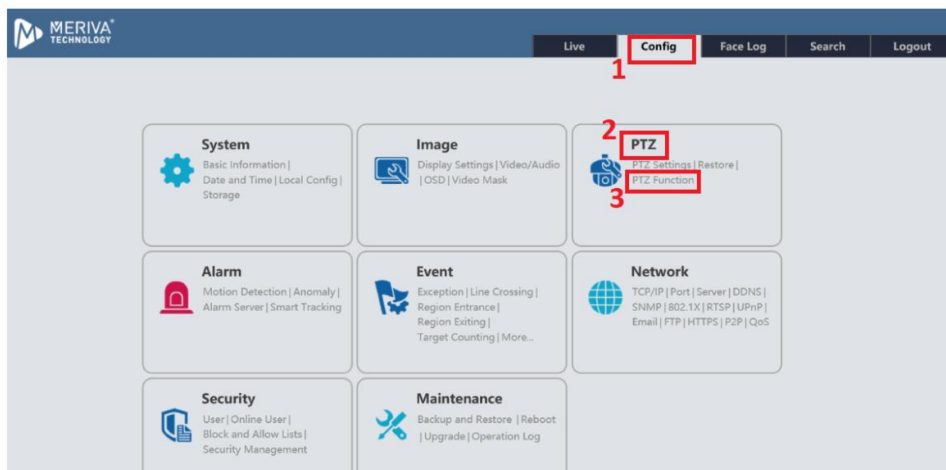 MERIVA
TECHNOLOGY
Live Config Face Log Search Logout
1
System
Basic Information |
Date and Time | Local Config |
Storage
Image
Display Settings | Video/Audio
| OSD | Video Mask
2
PTZ
PTZ Settings | Restore |
PTZ Function
3
Alarm
Motion Detection | Anomaly |
Alarm Server | Smart Tracking
Event
Exception | Line Crossing |
Region Entrance |
Region Exiting |
Target Counting | More...
Network
TCP/IP | Port | Server | DDNS |
SNMP | 802.1X | RTSP | UPnP |
Email | FTP | HTTPS | P2P | QoS
Security
User | Online User |
Block and Allow Lists |
Security Management
Maintenance
Backup and Restore | Reboot
| Upgrade | Operation Log